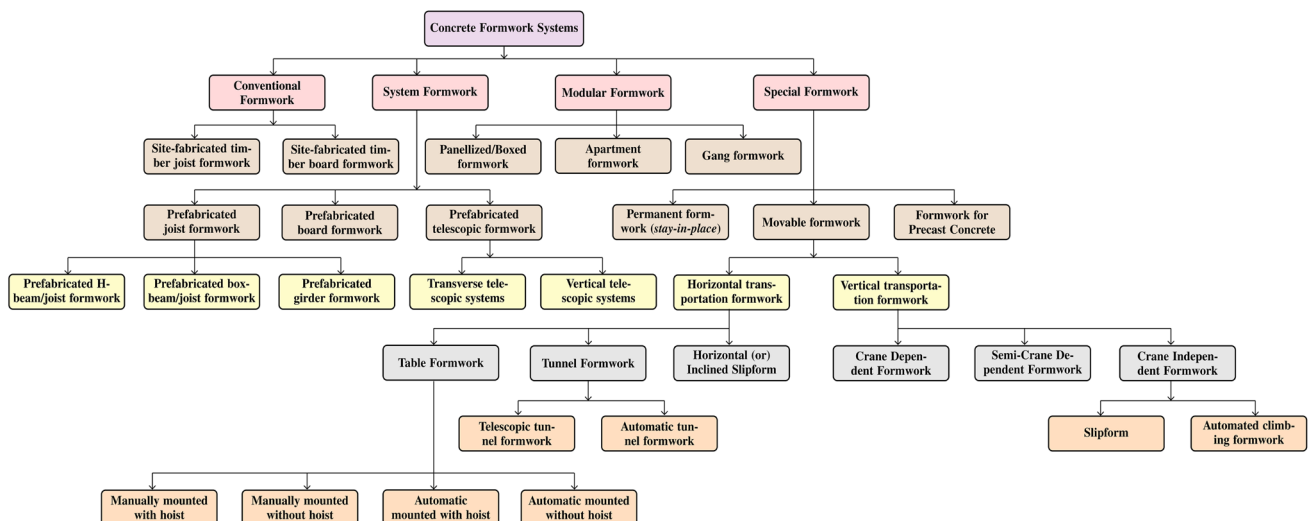 Concrete Formwork Systems
Conventional
Formwork
System Formwork
Modular Formwork
Special Formwork
Site-fabricated tim-
ber joist formwork
Site-fabricated tim-
ber board formwork
Panellized/Boxed
formwork
Apartment
formwork
Gang formwork
Prefabricated
joist formwork
Prefabricated
board formwork
Prefabricated
telescopic formwork
Permanent form-
work (stay-in-place)
Movable formwork
Formwork for
Precast Concrete
Prefabricated H-
beam/joist formwork
Prefabricated box-
beam/joist formwork
Prefabricated
girder formwork
Transverse tele-
scopic systems
Vertical tele-
scopic systems
Horizontal trans-
portation formwork
Vertical transporta-
tion formwork
Table Formwork
Tunnel Formwork
Horizontal (or)
Inclined Slipform
Crane Depen-
dent Formwork
Semi-Crane De-
pendent Formwork
Crane Indepen-
dent Formwork
Telescopic tun-
nel formwork
Automatic tun-
nel formwork
Slipform
Automated climb-
ing formwork
Manually mounted
with hoist
Manually mounted
without hoist
Automatic
mounted with hoist
Automatic mounted
without hoist